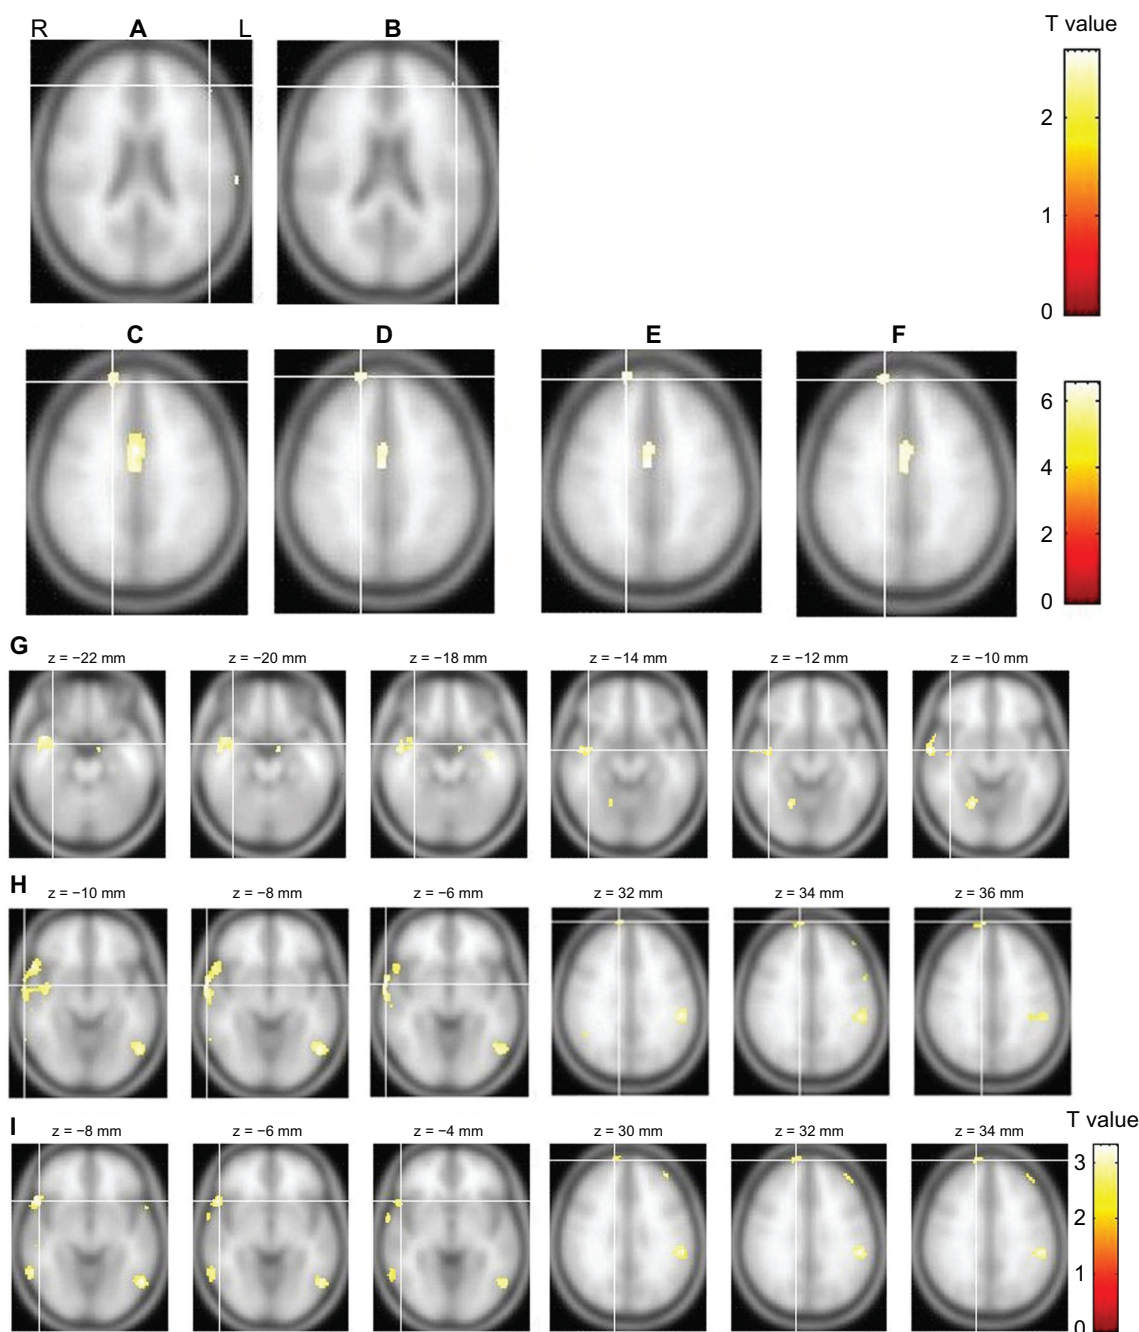 R A L B T value
2
1
0
C D E F
6
4
2
0
G
z = −22 mm z = −20 mm z = −18 mm z = −14 mm z = −12 mm z = −10 mm
H
z = −10 mm z = −8 mm z = −6 mm z = 32 mm z = 34 mm z = 36 mm
I T value
z = −8 mm z = −6 mm z = −4 mm z = 30 mm z = 32 mm z = 34 mm
3
2
1
0